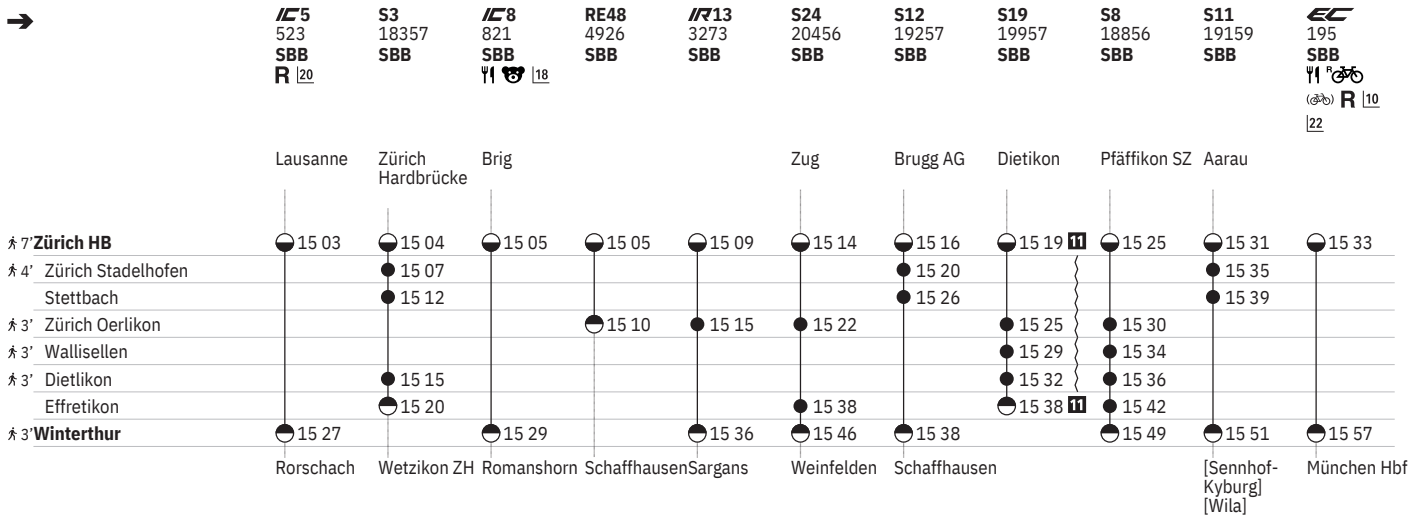 IC5 S3 IC8 RE48 IR13 S24 S12 S19 S8 S11 EC
523 18357 821 4926 3273 20456 19257 19957 18856 19159 195
SBB SBB SBB SBB SBB SBB SBB SBB SBB SBB SBB
R 20 18 R
R 10
22
Lausanne Zürich Brig Zug Brugg AG Dietikon Pfäffikon SZ Aarau
Hardbrücke
7’ Zürich HB 15 03 15 04 15 05 15 05 15 09 15 14 15 16 15 19 11 15 25 15 31 15 33
4’ Zürich Stadelhofen 15 07 15 20 15 35
Stettbach 15 12 15 26 15 39
3’ Zürich Oerlikon 15 10 15 15 15 22 15 25 15 30
3’ Wallisellen 15 29 15 34
3’ Dietlikon 15 15 15 32 15 36
Effretikon 15 20 15 38 15 38 11 15 42
3’ Winterthur 15 27 15 29 15 36 15 46 15 38 15 49 15 51 15 57
Rorschach Wetzikon ZH Romanshorn Schaffhausen Sargans Weinfelden Schaffhausen [Sennhof- München Hbf
Kyburg]
[Wila]